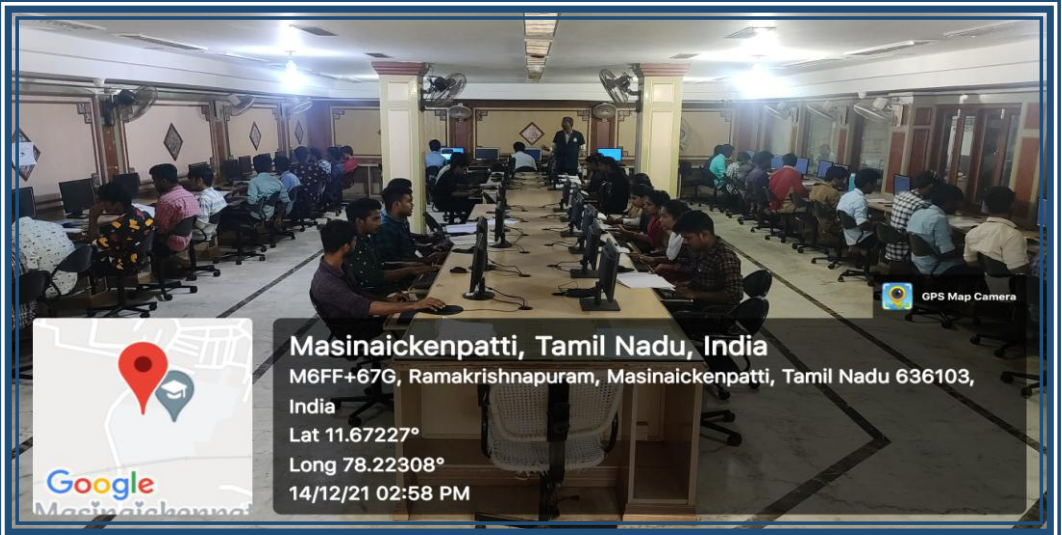 GPS Map Camera
Masinaickenpatti, Tamil Nadu, India
M6FF+67G, Ramakrishnapuram, Masinaickenpatti, Tamil Nadu 636103,
India
Lat 11.67227°
Long 78.22308°
14/12/21 02:58 PM
Google